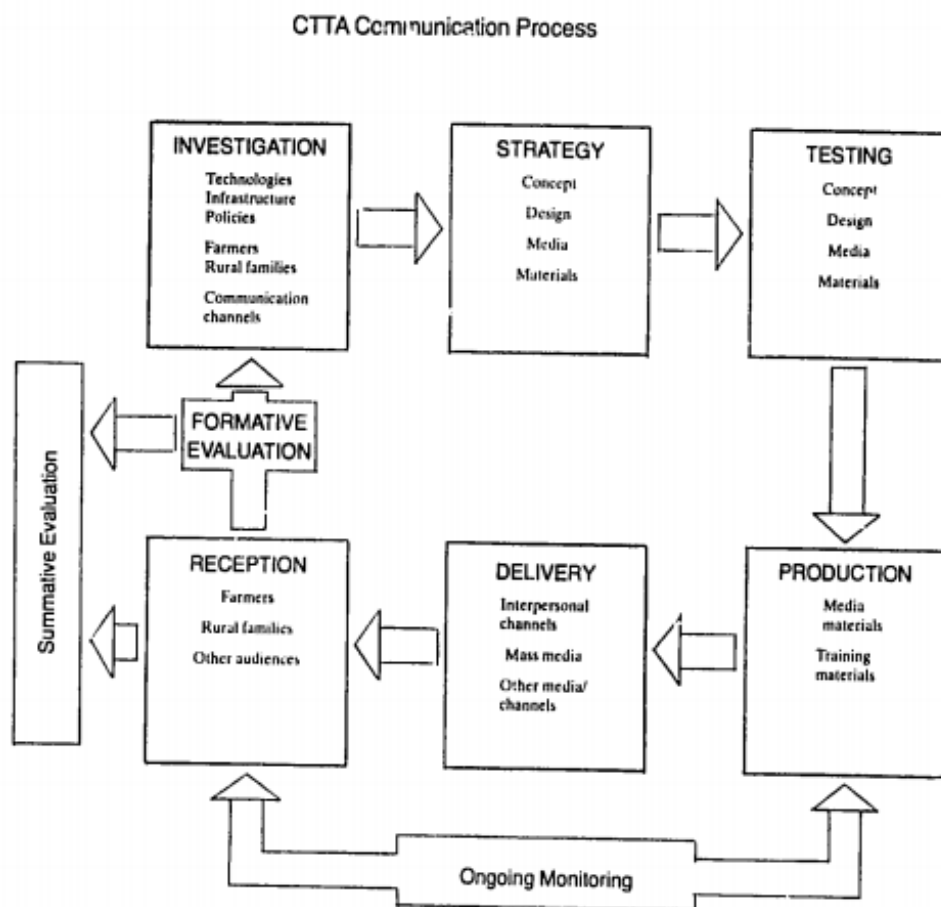 CTTA Communication Process
INVESTIGATION
Technologies
Infrastructure
Policies
Farmers
Rural families
Communication
channels
STRATEGY
Concept
Design
Media
Materials
TESTING
Concept
Design
Media
Materials
FORMATIVE
EVALUATION
Summative Evaluation
RECEPTION
Farmers
Rural families
Other audiences
DELIVERY
Interpersonal
channels
Mass media
Other media/
channels
PRODUCTION
Media
materials
Training
materials
Ongoing Monitoring